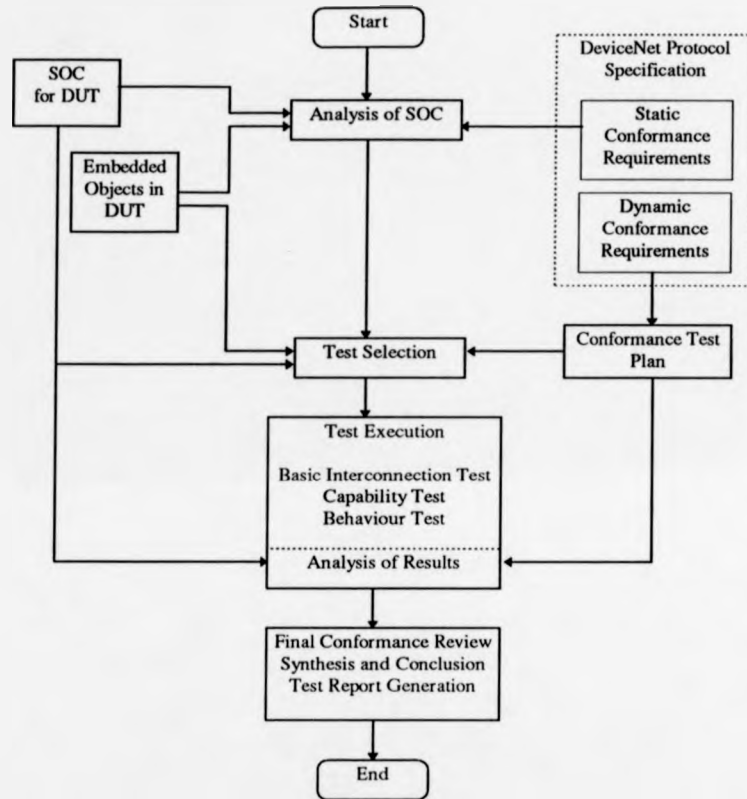 Start
DeviceNet Protocol
Specification
SOC
for DUT
Analysis of SOC
Static
Conformance
Requirements
Embedded
Objects in
DUT
Dynamic
Conformance
Requirements
Test Selection
Conformance Test
Plan
Test Execution
Basic Interconnection Test
Capability Test
Behaviour Test
Analysis of Results
Final Conformance Review
Synthesis and Conclusion
Test Report Generation
End